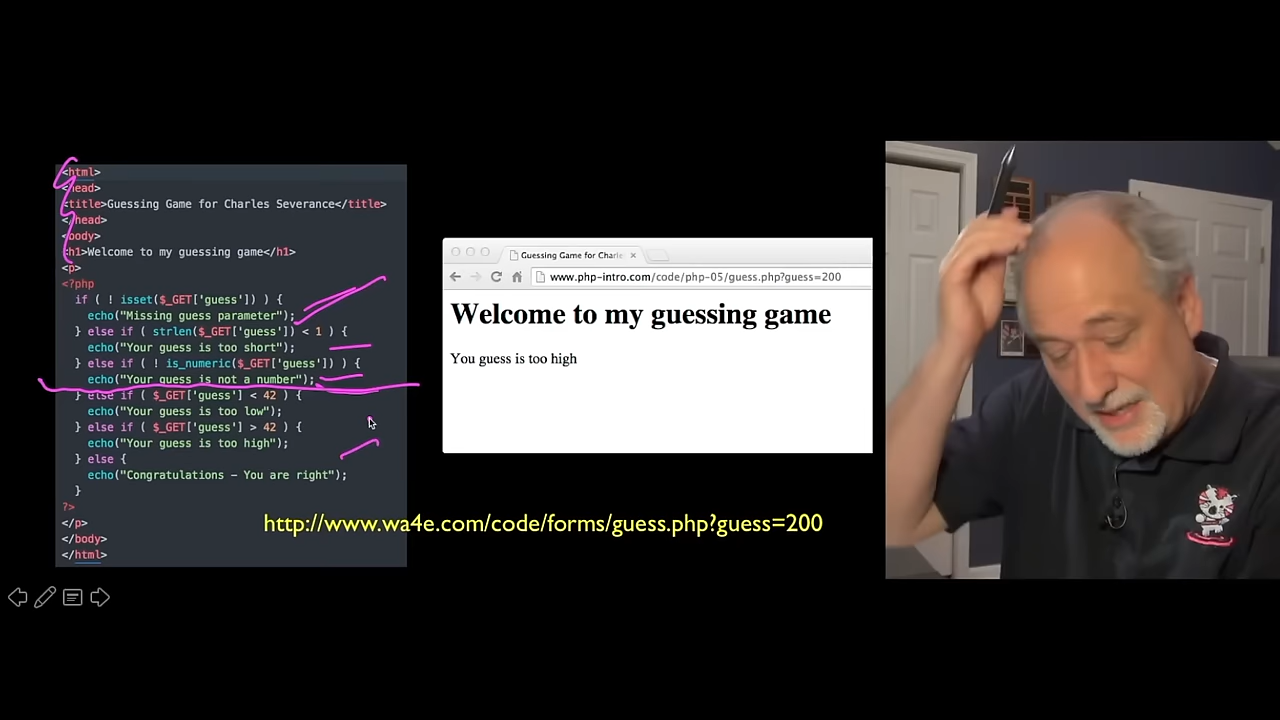 <html>
<head>
<title>Guessing Game for Charles Severance</title>
</head>
<body>
<h1>Welcome to my guessing game</h1>
<p>
<?php
if ( ! isset($_GET['guess']) ) {
echo("Missing guess parameter");
} else if ( strlen($_GET['guess']) < 1 ) {
echo("Your guess is too short");
} else if ( ! is_numeric($_GET['guess']) ) {
echo("Your guess is not a number");
} else if ( $_GET['guess'] < 42 ) {
echo("Your guess is too low");
} else if ( $_GET['guess'] > 42 ) {
echo("Your guess is too high");
} else {
echo("Congratulations - You are right");
}
?>
</p>
</body>
</html>
Guessing Game for Charle
www.php-intro.com/code/php-05/guess.php?guess=200
Welcome to my guessing game
You guess is too high
http://www.wa4e.com/code/forms/guess.php?guess=200